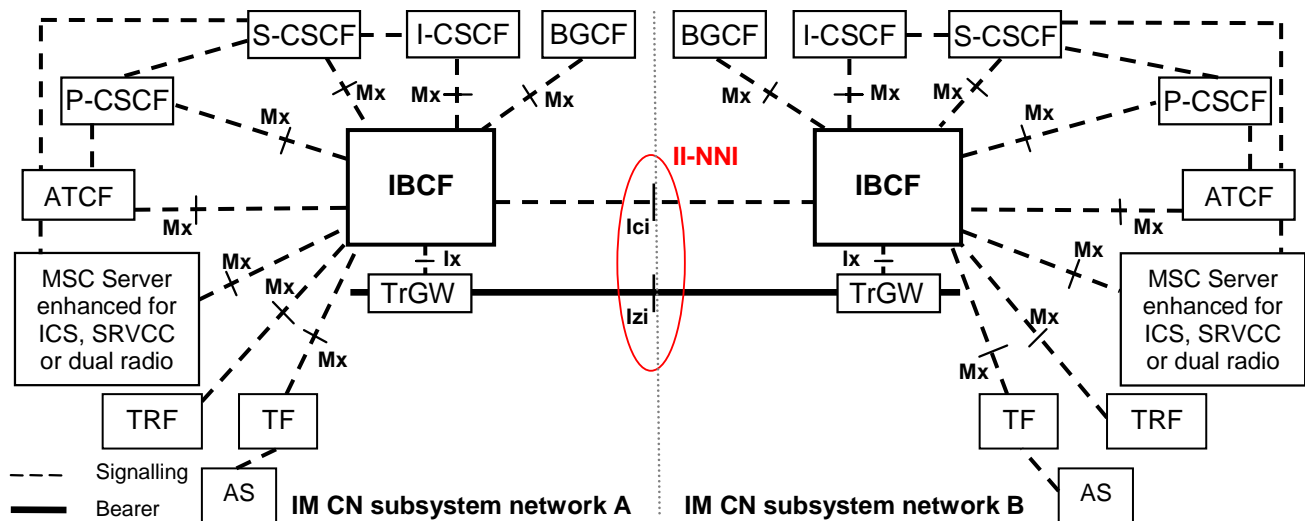 S-CSCF
I-CSCF
BGCF
BGCF
I-CSCF
S-CSCF
P-CSCF
Mx
Mx
Mx
Mx
Mx
Mx
P-CSCF
Mx
Mx
II-NNI
IBCF
IBCF
ATCF
Mx
Ici
Mx
ATCF
MSC Server
enhanced for
ICS, SRVCC
or dual radio
Mx
Ix
Ix
Mx
MSC Server
enhanced for
ICS, SRVCC
or dual radio
TrGW
TrGW
Mx
Izi
Mx
Mx
Mx
TRF
TF
TF
TRF
Signalling
AS
AS
Bearer
IM CN subsystem network A
IM CN subsystem network B